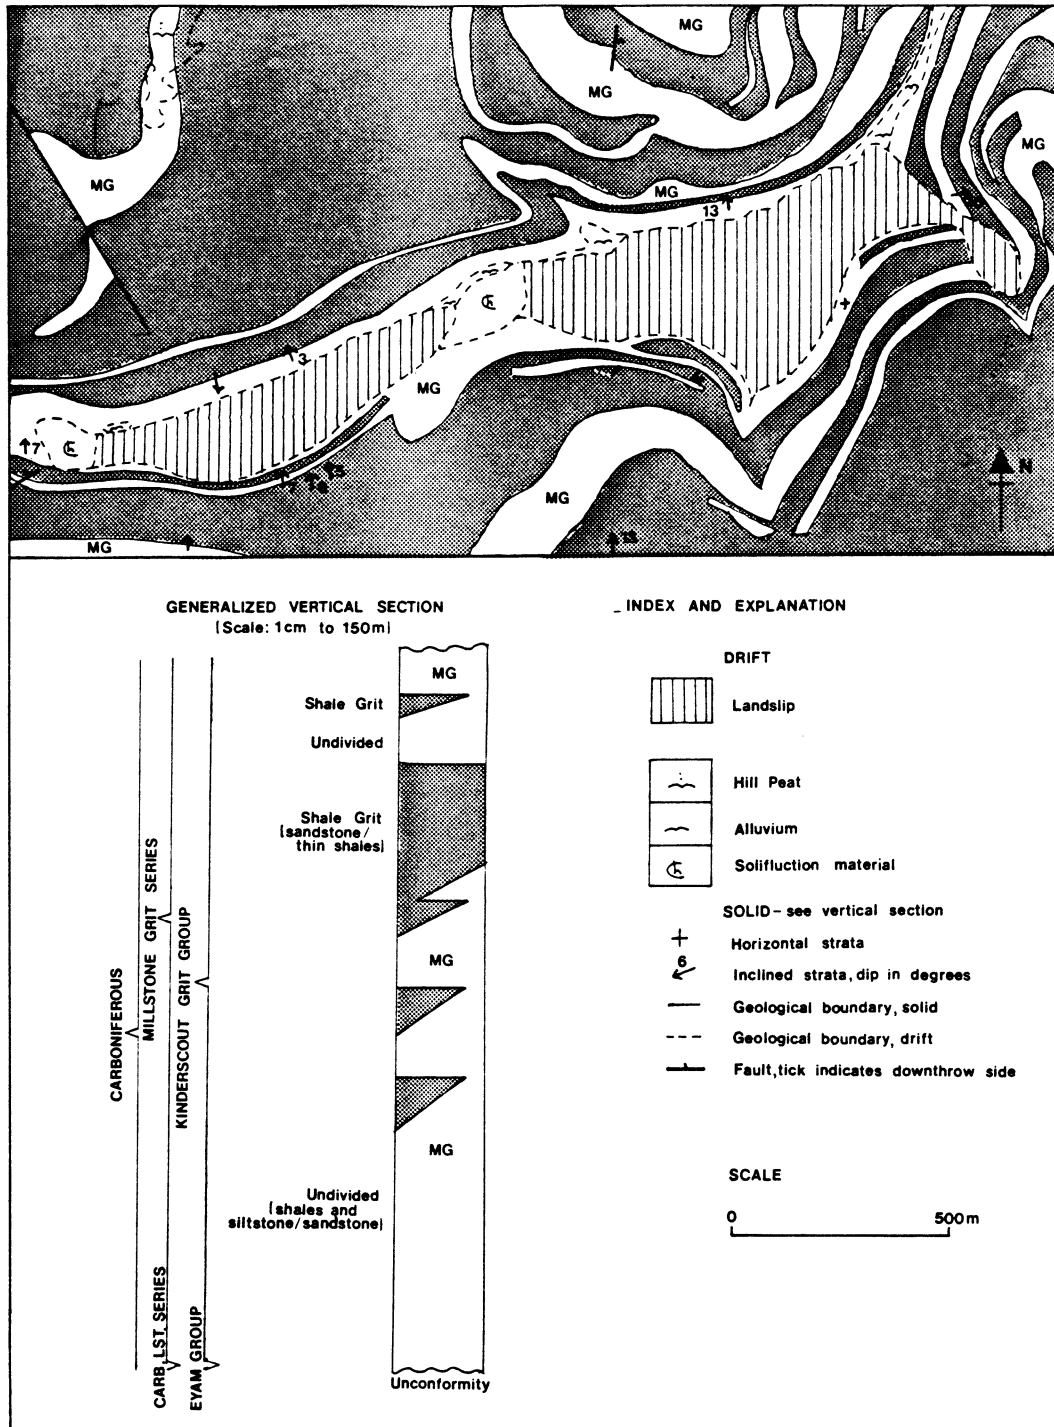 MG
MG
MG
MG
MG
13
3
MG
7
7
6
15
MG
MG
13
N
GENERALIZED VERTICAL SECTION
(Scale: 1cm to 150m)
MG
Shale Grit
Undivided
Shale Grit
(sandstone/
thin shales)
MG
MG
Undivided
(shales and
siltstone/sandstone)
Unconformity
CARBONIFEROUS
MILLSTONE GRIT SERIES
KINDERSCOUT GRIT GROUP
CARB. LST. SERIES
EYAM GROUP
INDEX AND EXPLANATION
DRIFT
Landslip
Hill Peat
Alluvium
Solifluction material
SOLID - see vertical section
Horizontal strata
6
Inclined strata, dip in degrees
Geological boundary, solid
Geological boundary, drift
Fault, tick indicates downthrow side
SCALE
0 500m